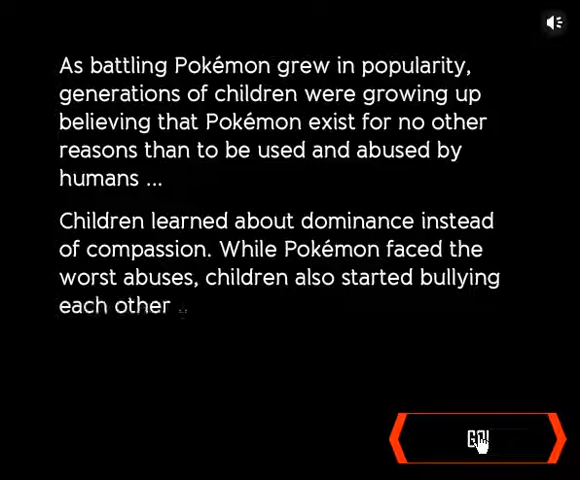 As battling Pokémon grew in popularity,
generations of children were growing up
believing that Pokémon exist for no other
reasons than to be used and abused by
humans ...
Children learned about dominance instead
of compassion. While Pokémon faced the
worst abuses, children also started bullying
each other ..
GO!